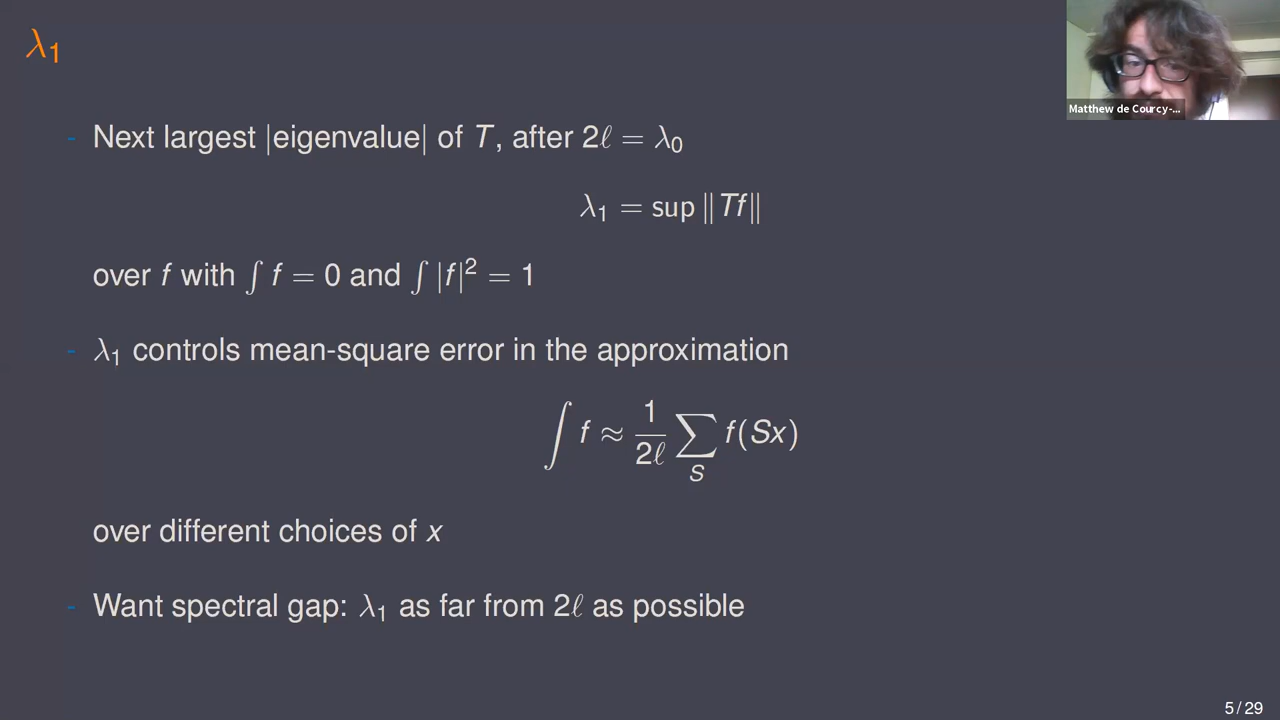 λ₁
Matthew de Courcy-...
- Next largest |eigenvalue| of T, after 2ℓ = λ₀
λ₁ = sup ‖Tf‖
over f with ∫ f = 0 and ∫ |f|² = 1
- λ₁ controls mean-square error in the approximation
∫ f ≈ 1/2ℓ ∑_S f(Sx)
over different choices of x
- Want spectral gap: λ₁ as far from 2ℓ as possible
5 / 29